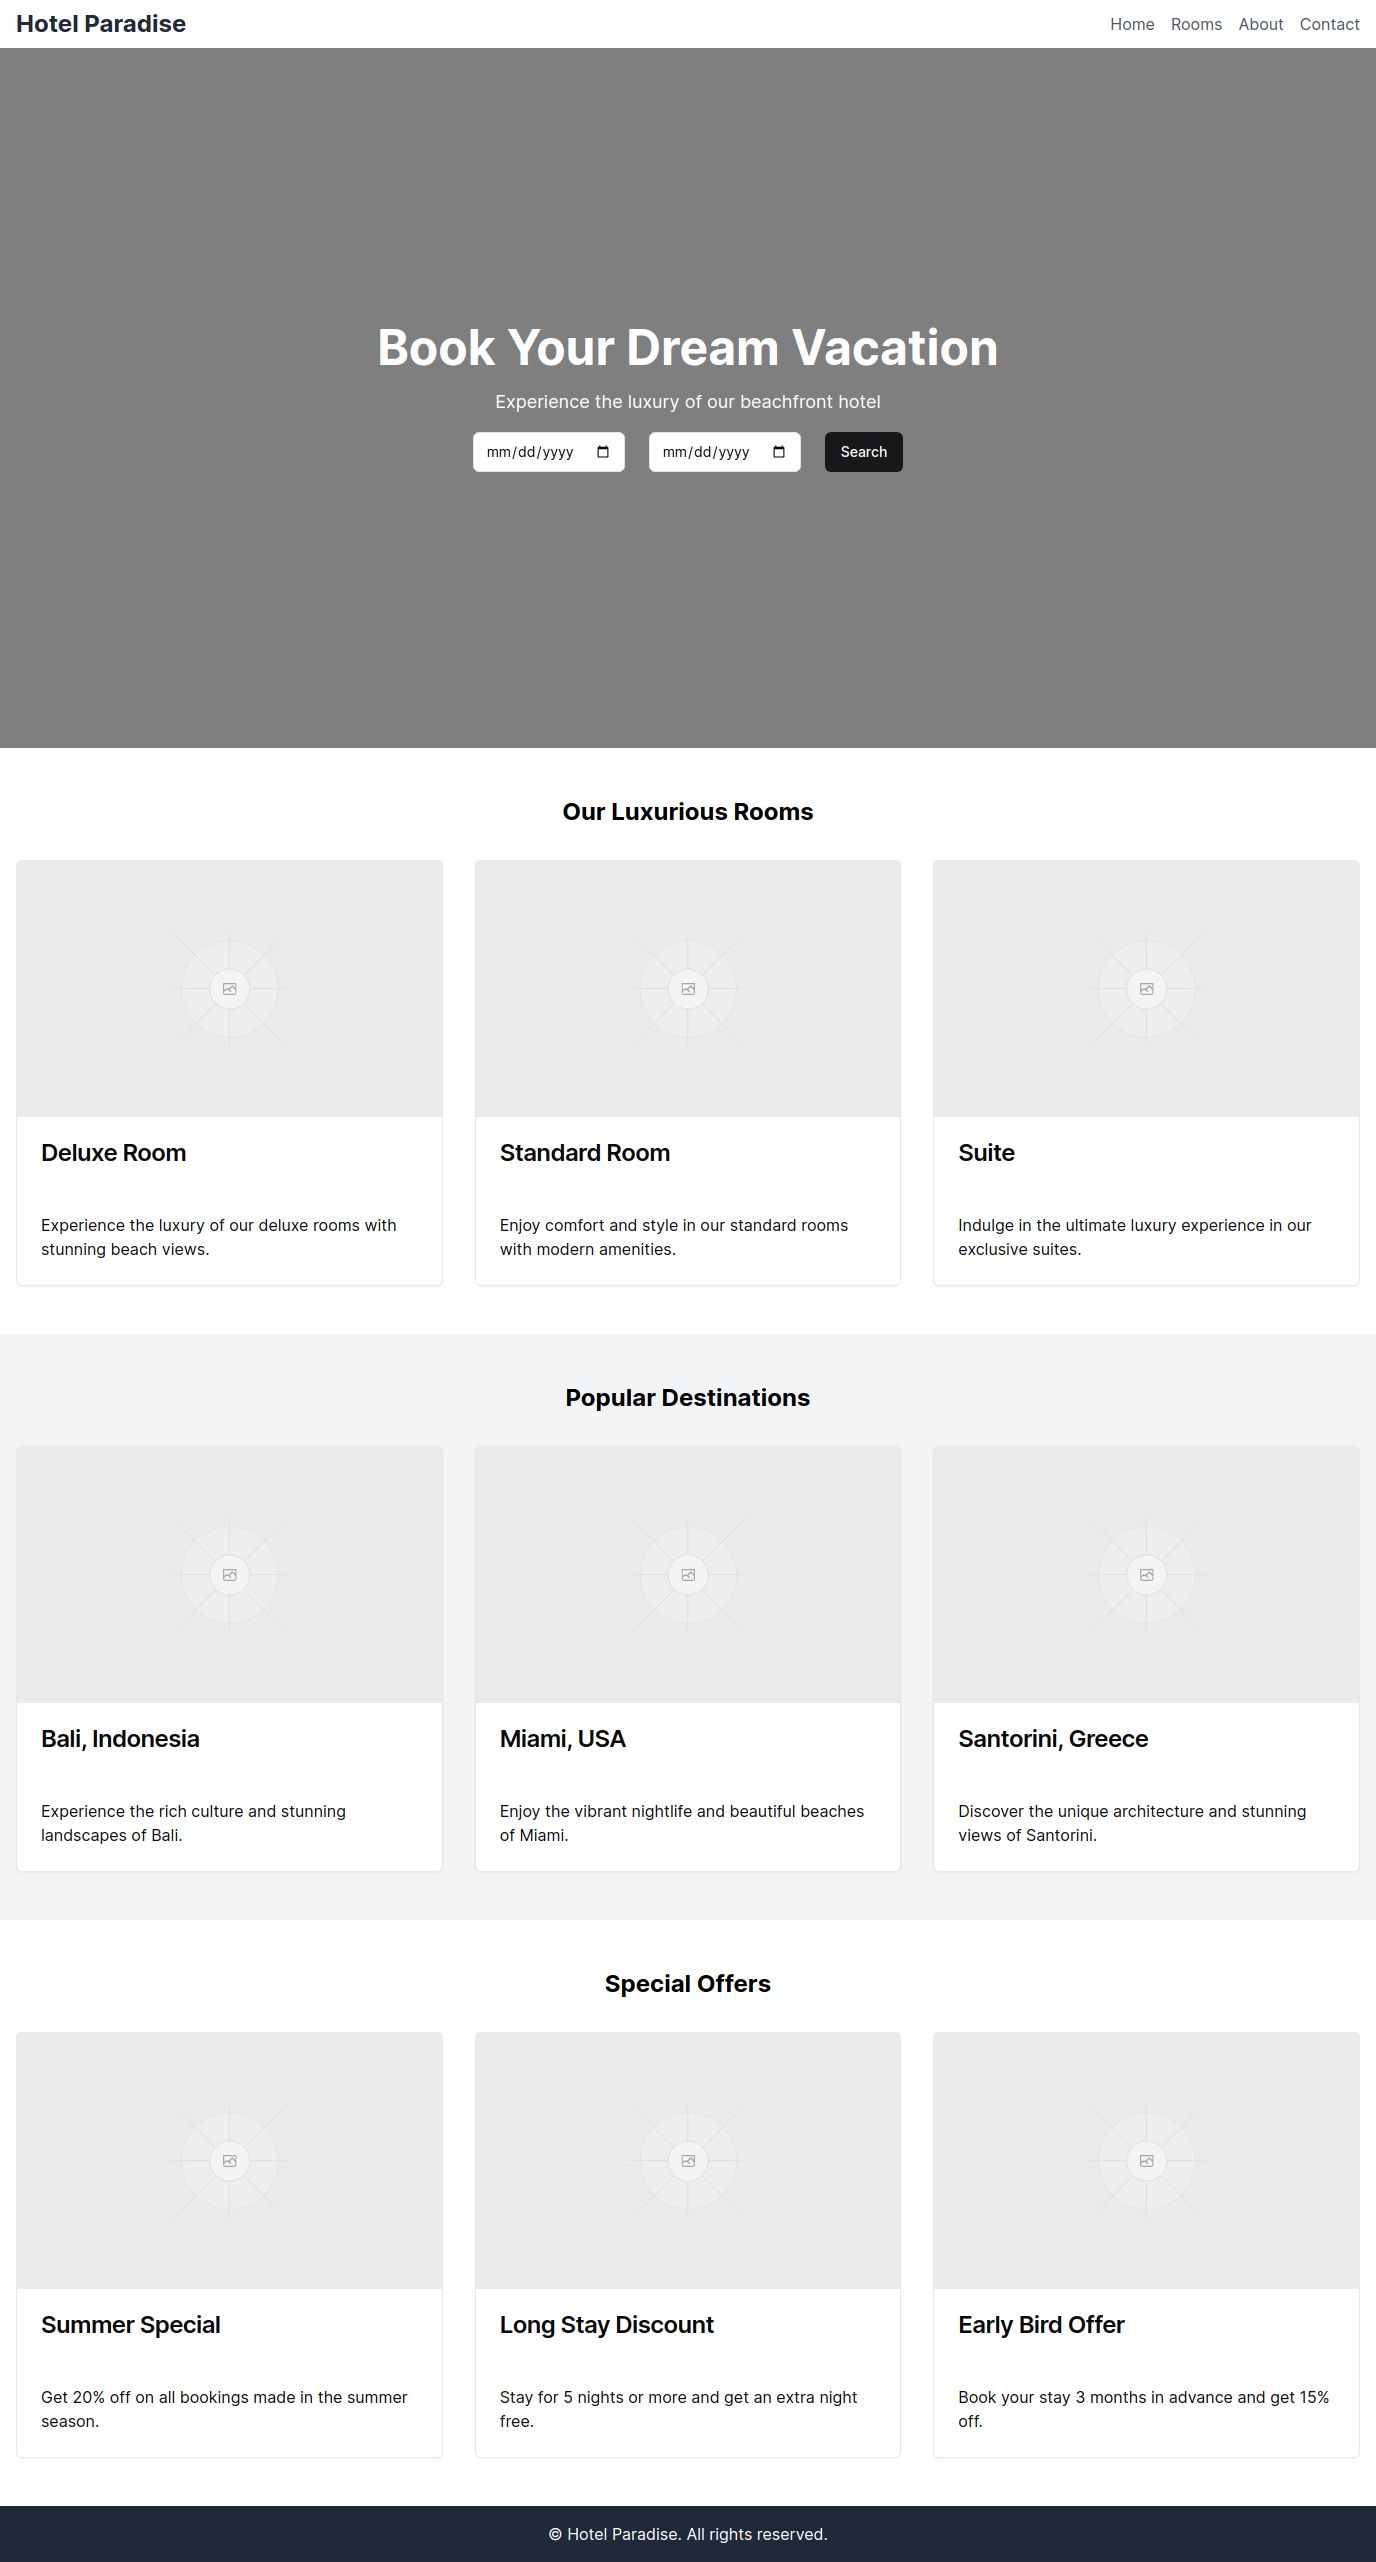 Hotel Paradise
Home Rooms About Contact
Book Your Dream Vacation
Experience the luxury of our beachfront hotel
mm/dd/yyyy mm/dd/yyyy Search
Our Luxurious Rooms
Deluxe Room
Experience the luxury of our deluxe rooms with
stunning beach views.
Standard Room
Enjoy comfort and style in our standard rooms
with modern amenities.
Suite
Indulge in the ultimate luxury experience in our
exclusive suites.
Popular Destinations
Bali, Indonesia
Experience the rich culture and stunning
landscapes of Bali.
Miami, USA
Enjoy the vibrant nightlife and beautiful beaches
of Miami.
Santorini, Greece
Discover the unique architecture and stunning
views of Santorini.
Special Offers
Summer Special
Get 20% off on all bookings made in the summer
season.
Long Stay Discount
Stay for 5 nights or more and get an extra night
free.
Early Bird Offer
Book your stay 3 months in advance and get 15%
off.
© Hotel Paradise. All rights reserved.